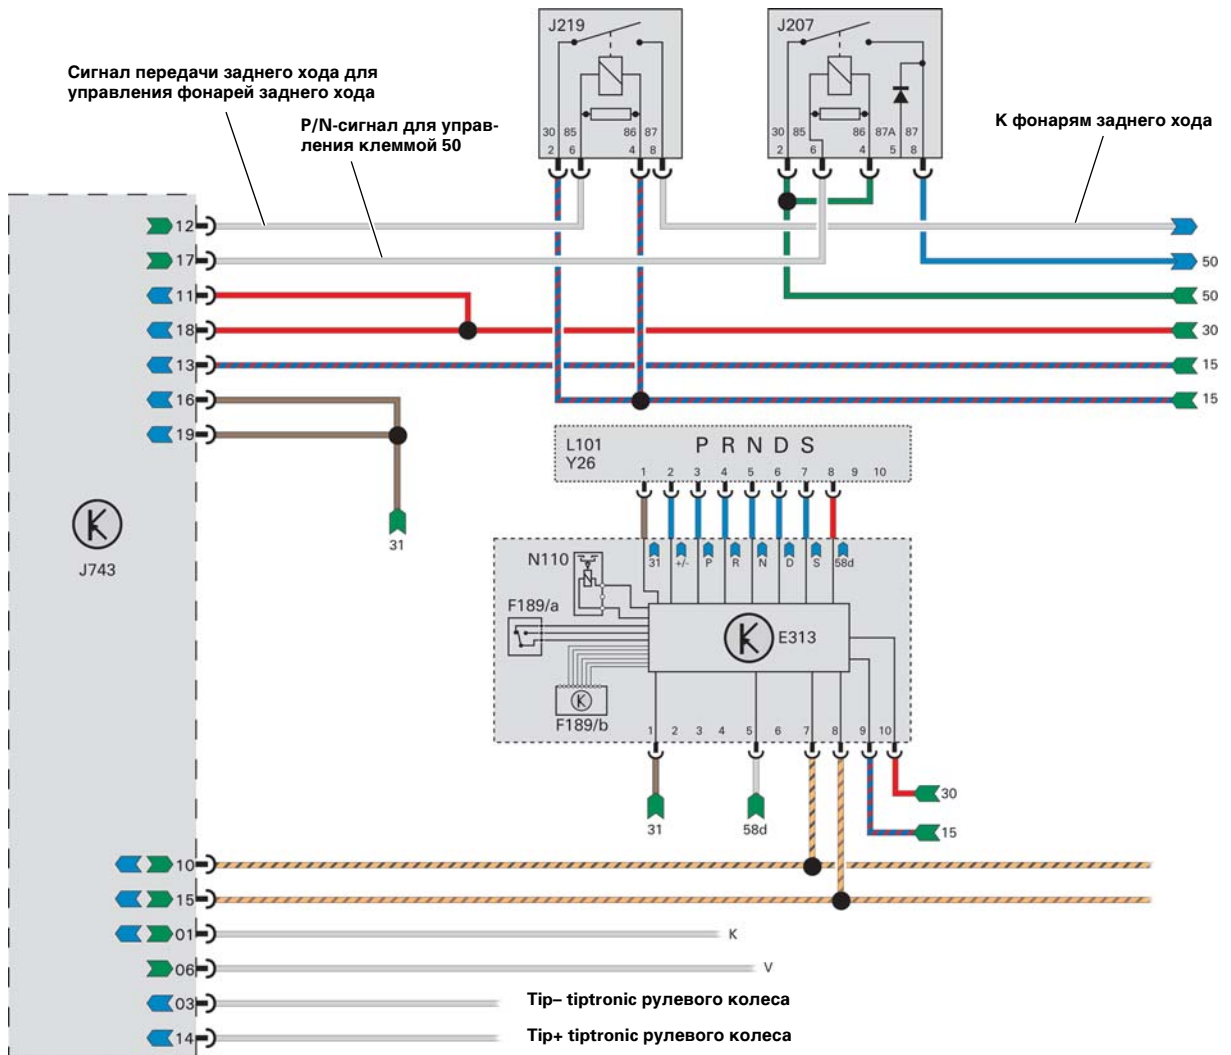 J219
J207
Сигнал передачи заднего хода для
управления фонарей заднего хода
P/N-сигнал для управ-
ления клеммой 50
К фонарям заднего хода
30 85 86 87
2 6 4 8
30 85 86 87A 87
2 6 4 5 8
12
17
50
11
50
18
30
13
15
16
15
19
L101
Y26
P R N D S
1 2 3 4 5 6 7 8 9 10
31
J743
N110
31 +/- P R N D S 58d
F189/a
E313
F189/b
1 2 3 4 5 6 7 8 9 10
30
31
58d
15
10
15
01
K
06
V
03
Tip– tiptronic рулевого колеса
14
Tip+ tiptronic рулевого колеса